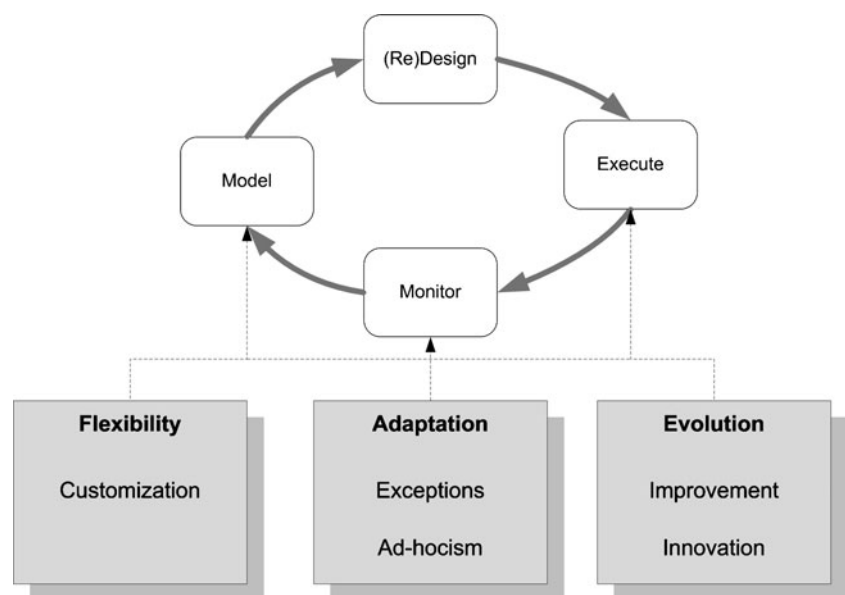 (Re)Design
Execute
Model
Monitor
Flexibility
Customization
Adaptation
Exceptions
Ad-hocism
Evolution
Improvement
Innovation